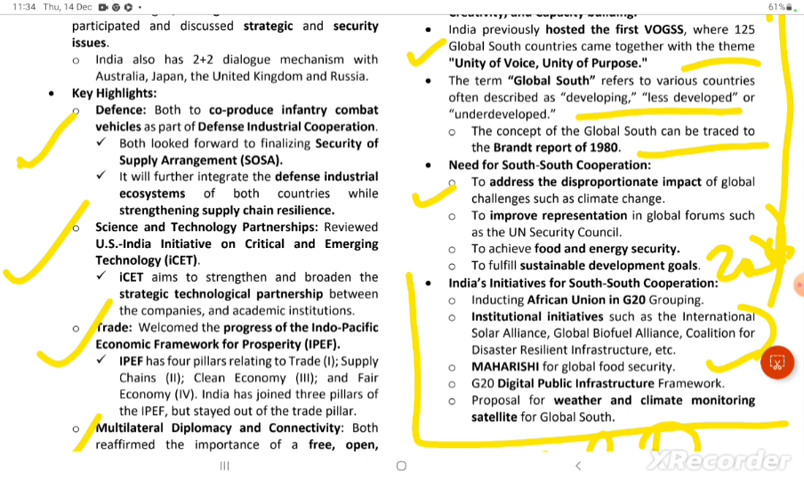 11:34 Thu, 14 Dec
61%
participated and discussed strategic and security
issues.
o India also has 2+2 dialogue mechanism with
Australia, Japan, the United Kingdom and Russia.
• Key Highlights:
o Defence: Both to co-produce infantry combat
vehicles as part of Defense Industrial Cooperation.
✓ Both looked forward to finalizing Security of
Supply Arrangement (SOSA).
✓ It will further integrate the defense industrial
ecosystems of both countries while
strengthening supply chain resilience.
o Science and Technology Partnerships: Reviewed
U.S.-India Initiative on Critical and Emerging
Technology (iCET).
✓ iCET aims to strengthen and broaden the
strategic technological partnership between
the companies, and academic institutions.
o Trade: Welcomed the progress of the Indo-Pacific
Economic Framework for Prosperity (IPEF).
✓ IPEF has four pillars relating to Trade (I); Supply
Chains (II); Clean Economy (III); and Fair
Economy (IV). India has joined three pillars of
the IPEF, but stayed out of the trade pillar.
o Multilateral Diplomacy and Connectivity: Both
reaffirmed the importance of a free, open,
creativity, and capacity building.
• India previously hosted the first VOGSS, where 125
Global South countries came together with the theme
"Unity of Voice, Unity of Purpose."
• The term “Global South” refers to various countries
often described as “developing,” “less developed” or
“underdeveloped.”
o The concept of the Global South can be traced to
the Brandt report of 1980.
• Need for South-South Cooperation:
o To address the disproportionate impact of global
challenges such as climate change.
o To improve representation in global forums such
as the UN Security Council.
o To achieve food and energy security.
o To fulfill sustainable development goals.
• India’s Initiatives for South-South Cooperation:
o Inducting African Union in G20 Grouping.
o Institutional initiatives such as the International
Solar Alliance, Global Biofuel Alliance, Coalition for
Disaster Resilient Infrastructure, etc.
o MAHARISHI for global food security.
o G20 Digital Public Infrastructure Framework.
o Proposal for weather and climate monitoring
satellite for Global South.
XRecorder